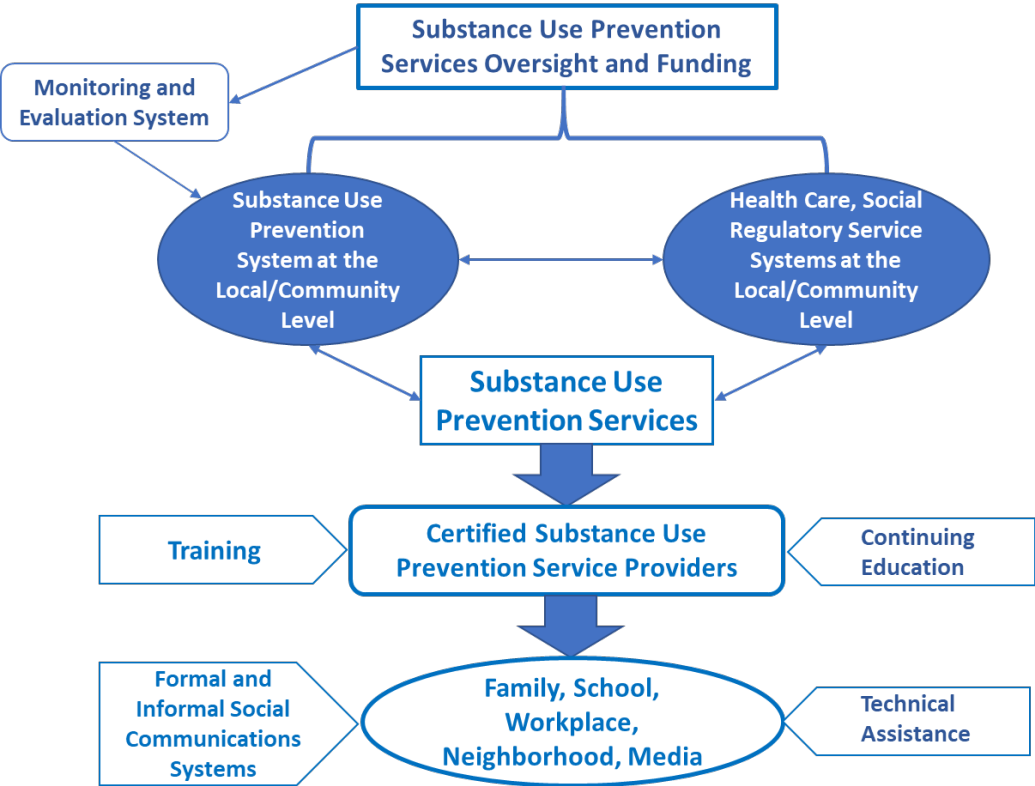 Substance Use Prevention
Services Oversight and Funding
Monitoring and
Evaluation System
Substance Use
Prevention
System at the
Local/Community
Level
Health Care, Social
Regulatory Service
Systems at the
Local/Community
Level
Substance Use
Prevention Services
Training
Certified Substance Use
Prevention Service Providers
Continuing
Education
Formal and
Informal Social
Communications
Systems
Family, School,
Workplace,
Neighborhood, Media
Technical
Assistance